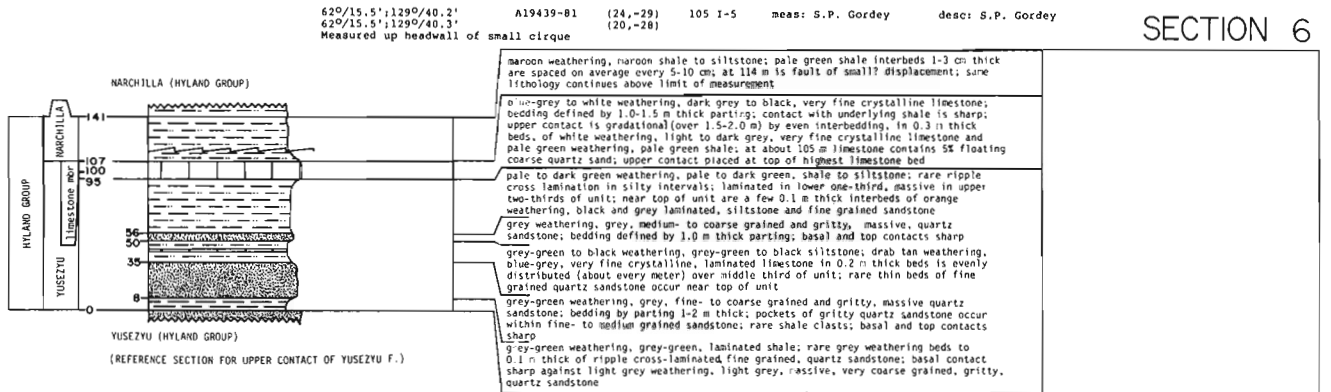 62°/15.5';129°/40.2' A19439-81 (24,-29) 105 I-5 meas: S.P. Gordey desc: S.P. Gordey
62°/15.5';129°/40.3' (20,-28)
Measured up headwall of small cirque
SECTION 6
NARCHILLA (HYLAND GROUP)
HYLAND GROUP
NARCHILLA
limestone mbr
YUSEZYU
141
107
100
95
56
50
35
8
0
YUSEZYU (HYLAND GROUP)
(REFERENCE SECTION FOR UPPER CONTACT OF YUSEZYU F.)
maroon weathering, maroon shale to siltstone; pale green shale interbeds 1-3 cm thick
are spaced on average every 5-10 cm; at 114 m is fault of small? displacement; same
lithology continues above limit of measurement
blue-grey to white weathering, dark grey to black, very fine crystalline limestone;
bedding defined by 1.0-1.5 m thick parting; contact with underlying shale is sharp;
upper contact is gradational (over 1.5-2.0 m) by even interbedding, in 0.3 m thick
beds, of white weathering, light to dark grey, very fine crystalline limestone and
pale green weathering, pale green shale; at about 105 m limestone contains 5% floating
coarse quartz sand; upper contact placed at top of highest limestone bed
pale to dark green weathering, pale to dark green, shale to siltstone; rare ripple
cross lamination in silty intervals; laminated in lower one-third, massive in upper
two-thirds of unit; near top of unit are a few 0.1 m thick interbeds of orange
weathering, black and grey laminated, siltstone and fine grained sandstone
grey weathering, grey, medium- to coarse grained and gritty, massive, quartz
sandstone; bedding defined by 1.0 m thick parting; basal and top contacts sharp
grey-green to black weathering, grey-green to black siltstone; drab tan weathering,
blue-grey, very fine crystalline, laminated limestone in 0.2 m thick beds is evenly
distributed (about every meter) over middle third of unit; rare thin beds of fine
grained quartz sandstone occur near top of unit
grey-green weathering, grey, fine- to coarse grained and gritty, massive quartz
sandstone; bedding by parting 1-2 m thick; pockets of gritty quartz sandstone occur
within fine- to medium grained sandstone; rare shale clasts; basal and top contacts
sharp
grey-green weathering, grey-green, laminated shale; rare grey weathering beds to
0.1 m thick of ripple cross-laminated, fine grained, quartz sandstone; basal contact
sharp against light grey weathering, light grey, massive, very coarse grained, gritty,
quartz sandstone